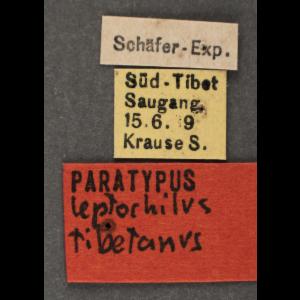 Schäfer-Exp.
Süd-Tibet
Saugang
15.6. 9
Krause S.
PARATYPUS
leptochilus
tibetanus